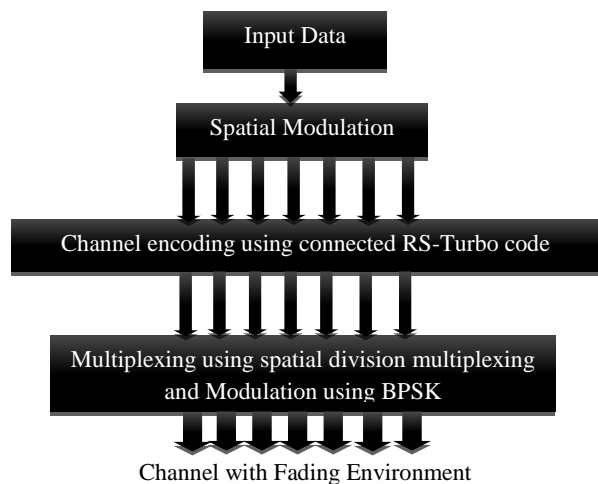 Input Data
Spatial Modulation
Channel encoding using connected RS-Turbo code
Multiplexing using spatial division multiplexing
and Modulation using BPSK
Channel with Fading Environment